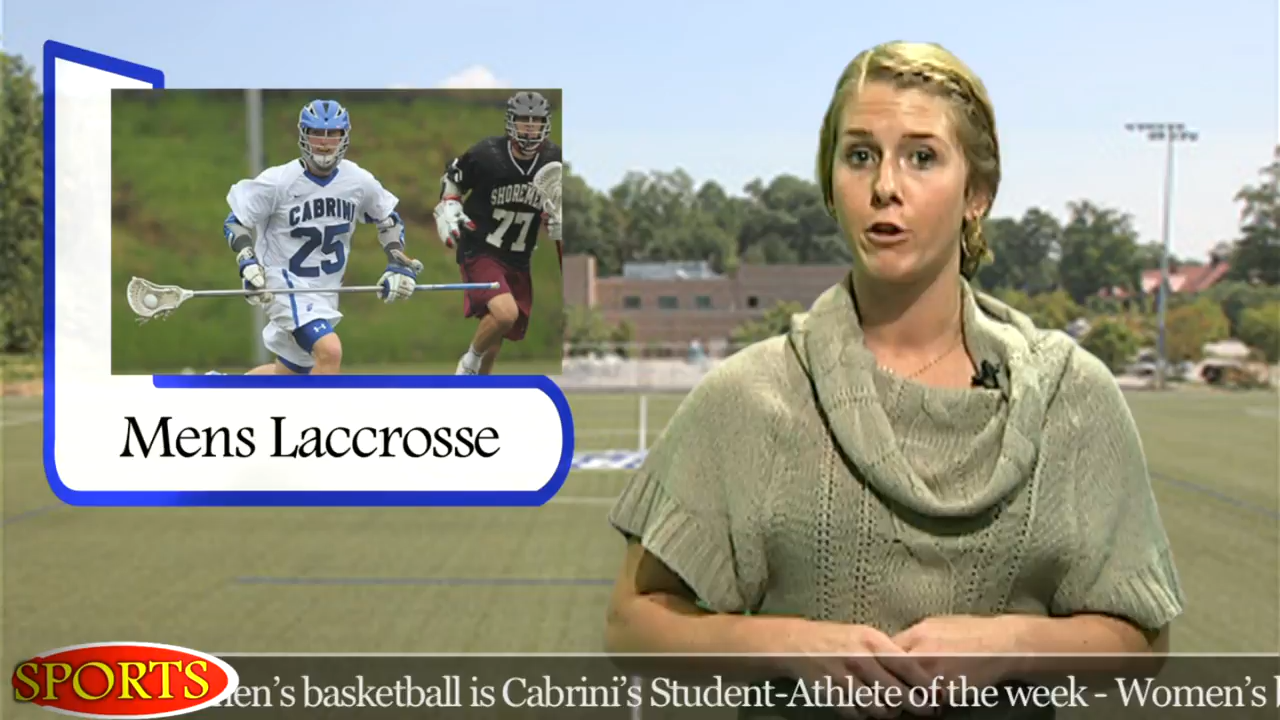 CABRINI
25
SHOREMEN
77
Mens Laccrosse
SPORTS
en's basketball is Cabrini's Student-Athlete of the week - Women's